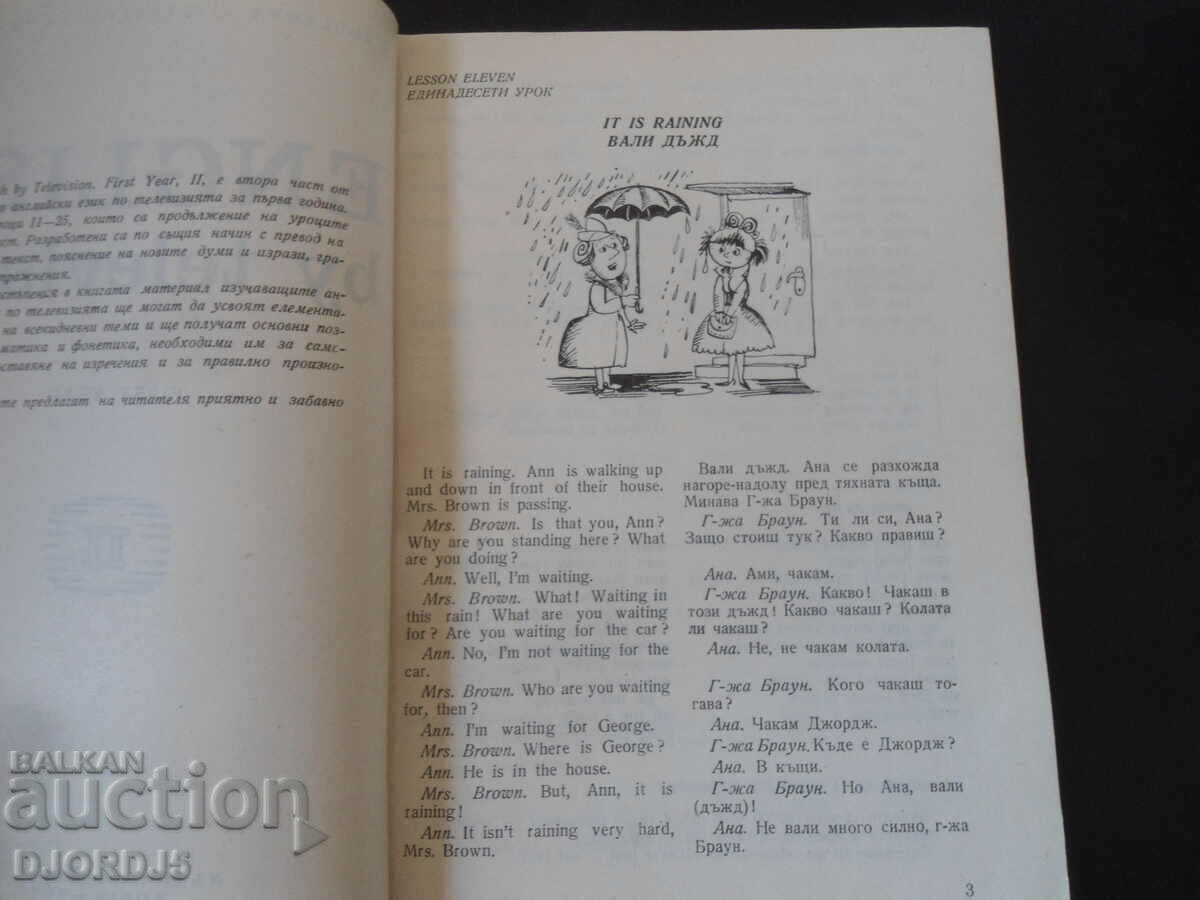 by Television. First Year, II, е втора част от
английски език по телевизията за първа година.
11—25, които са продължение на уроците
Разработени са по същия начин с превод на
текст, пояснение на новите думи и изрази, гра-
в книгата материал изучаващите ан-
по телевизията ще могат да усвоят елемента-
на всекидневни теми и ще получат основни поз-
и фонетика, необходими им за самс-
на изречения и за правилно произно-
предлагат на читателя приятно и забавно
LESSON ELEVEN
ЕДИНАДЕСЕТИ УРОК
IT IS RAINING
ВАЛИ ДЪЖД
It is raining. Ann is walking up
and down in front of their house.
Mrs. Brown is passing.
Mrs. Brown. Is that you, Ann?
Why are you standing here? What
are you doing?
Ann. Well, I'm waiting.
Mrs. Brown. What! Waiting in
this rain! What are you waiting
for? Are you waiting for the car?
Ann. No, I'm not waiting for the
car.
Mrs. Brown. Who are you waiting
for, then?
Ann. I'm waiting for George.
Mrs. Brown. Where is George?
Ann. He is in the house.
Mrs. Brown. But, Ann, it is
raining!
Ann. It isn't raining very hard,
Mrs. Brown.
Вали дъжд. Ана се разхожда
нагоре-надолу пред тяхната къща.
Минава Г-жа Браун.
Г-жа Браун. Ти ли си, Ана?
Защо стоиш тук? Какво правиш?
Ана. Ами, чакам.
Г-жа Браун. Какво! Чакаш в
този дъжд! Какво чакаш? Колата
ли чакаш?
Ана. Не, не чакам колата.
Г-жа Браун. Кого чакаш то-
гава?
Ана. Чакам Джордж.
Г-жа Браун. Къде е Джордж?
Ана. В къщи.
Г-жа Браун. Но Ана, вали
(дъжд)!
Ана. Не вали много силно, г-жа
Браун.
3
BALKAN
auction
DJORDJ5